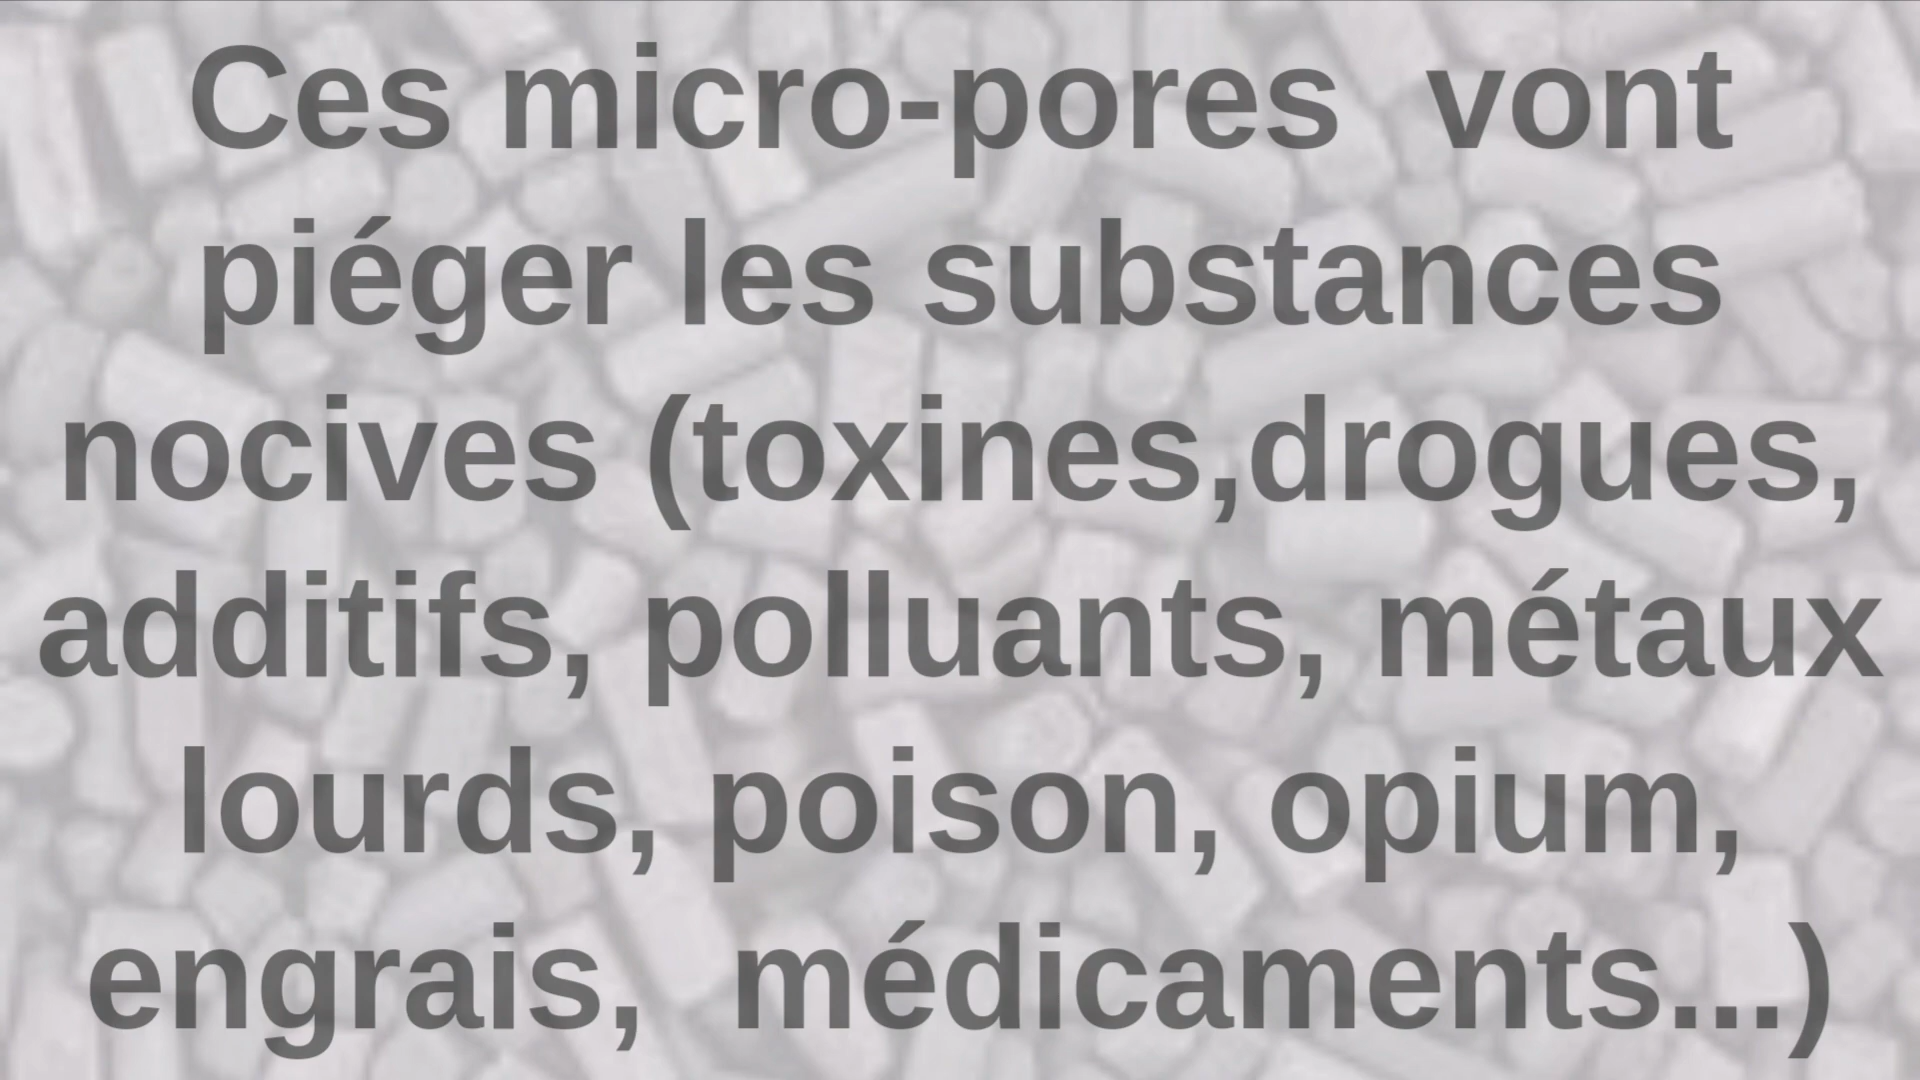 Ces micro-pores  vont
piéger les substances
nocives (toxines,drogues,
additifs, polluants, métaux
lourds, poison, opium,
engrais,  médicaments...)